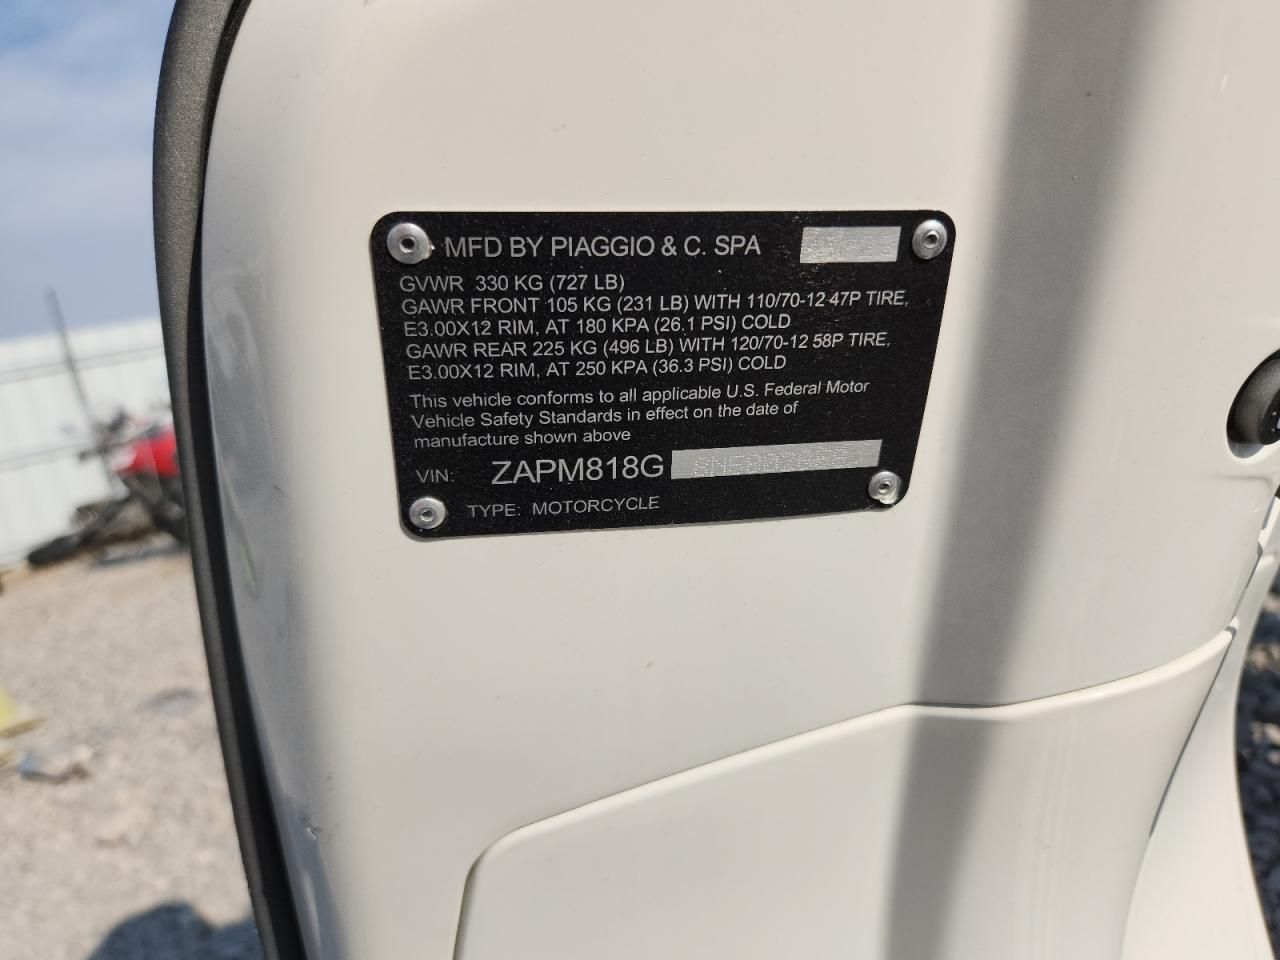 MFD BY PIAGGIO & C. SPA
GVWR 330 KG (727 LB)
GAWR FRONT 105 KG (231 LB) WITH 110/70-12 47P TIRE,
E3.00X12 RIM, AT 180 KPA (26.1 PSI) COLD
GAWR REAR 225 KG (496 LB) WITH 120/70-12 58P TIRE,
E3.00X12 RIM, AT 250 KPA (36.3 PSI) COLD
This vehicle conforms to all applicable U.S. Federal Motor
Vehicle Safety Standards in effect on the date of
manufacture shown above
VIN: ZAPM818G
TYPE: MOTORCYCLE